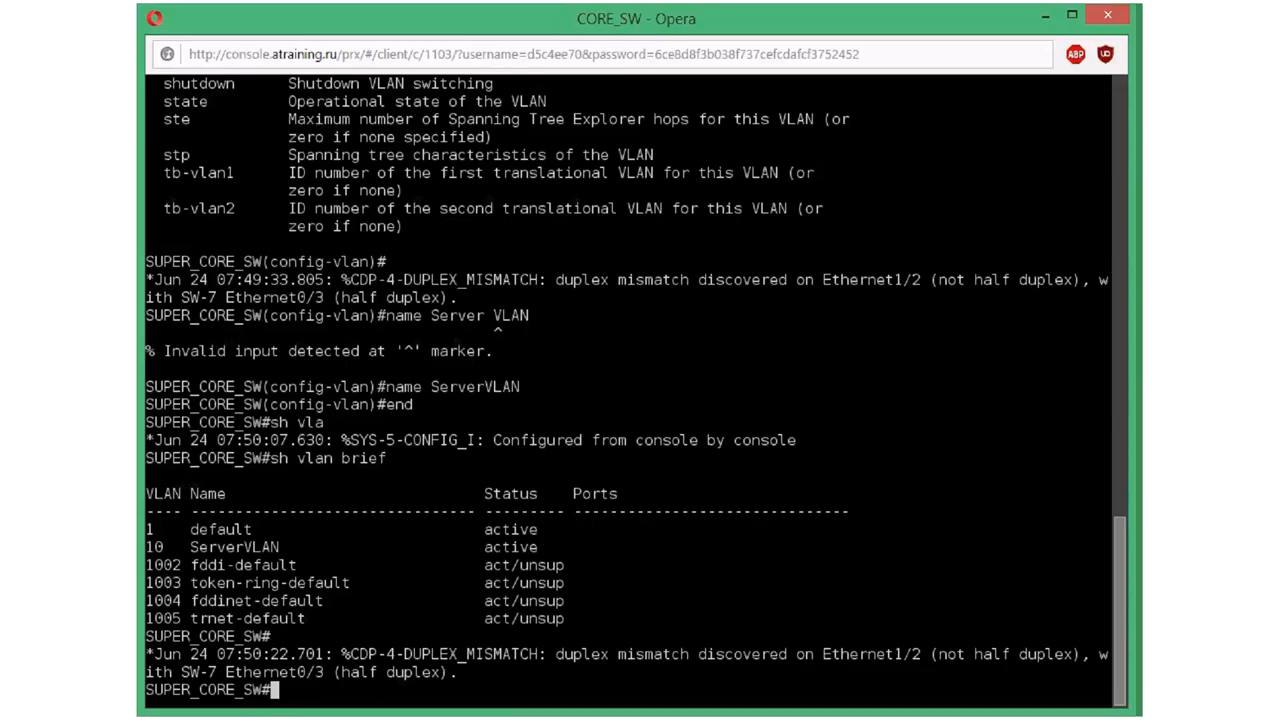 CORE_SW - Opera
http://console.atraining.ru/prx/#/client/c/1103/?username=d5c4ee70&password=6ce8d8f3b038f737cefcdafcf3752452
ABP
shutdown Shutdown VLAN switching
state Operational state of the VLAN
ste Maximum number of Spanning Tree Explorer hops for this VLAN (or
zero if none specified)
stp Spanning tree characteristics of the VLAN
tb-vlan1 ID number of the first translational VLAN for this VLAN (or
zero if none)
tb-vlan2 ID number of the second translational VLAN for this VLAN (or
zero if none)
SUPER_CORE_SW(config-vlan)#
*Jun 24 07:49:33.805: %CDP-4-DUPLEX_MISMATCH: duplex mismatch discovered on Ethernet1/2 (not half duplex), w
ith SW-7 Ethernet0/3 (half duplex).
SUPER_CORE_SW(config-vlan)#name Server VLAN
^
% Invalid input detected at '^' marker.
SUPER_CORE_SW(config-vlan)#name ServerVLAN
SUPER_CORE_SW(config-vlan)#end
SUPER_CORE_SW#sh vla
*Jun 24 07:50:07.630: %SYS-5-CONFIG_I: Configured from console by console
SUPER_CORE_SW#sh vlan brief
VLAN Name Status Ports
---- -------------------------------- --------- -------------------------------
1 default active
10 ServerVLAN active
1002 fddi-default act/unsup
1003 token-ring-default act/unsup
1004 fddinet-default act/unsup
1005 trnet-default act/unsup
SUPER_CORE_SW#
*Jun 24 07:50:22.701: %CDP-4-DUPLEX_MISMATCH: duplex mismatch discovered on Ethernet1/2 (not half duplex), w
ith SW-7 Ethernet0/3 (half duplex).
SUPER_CORE_SW#